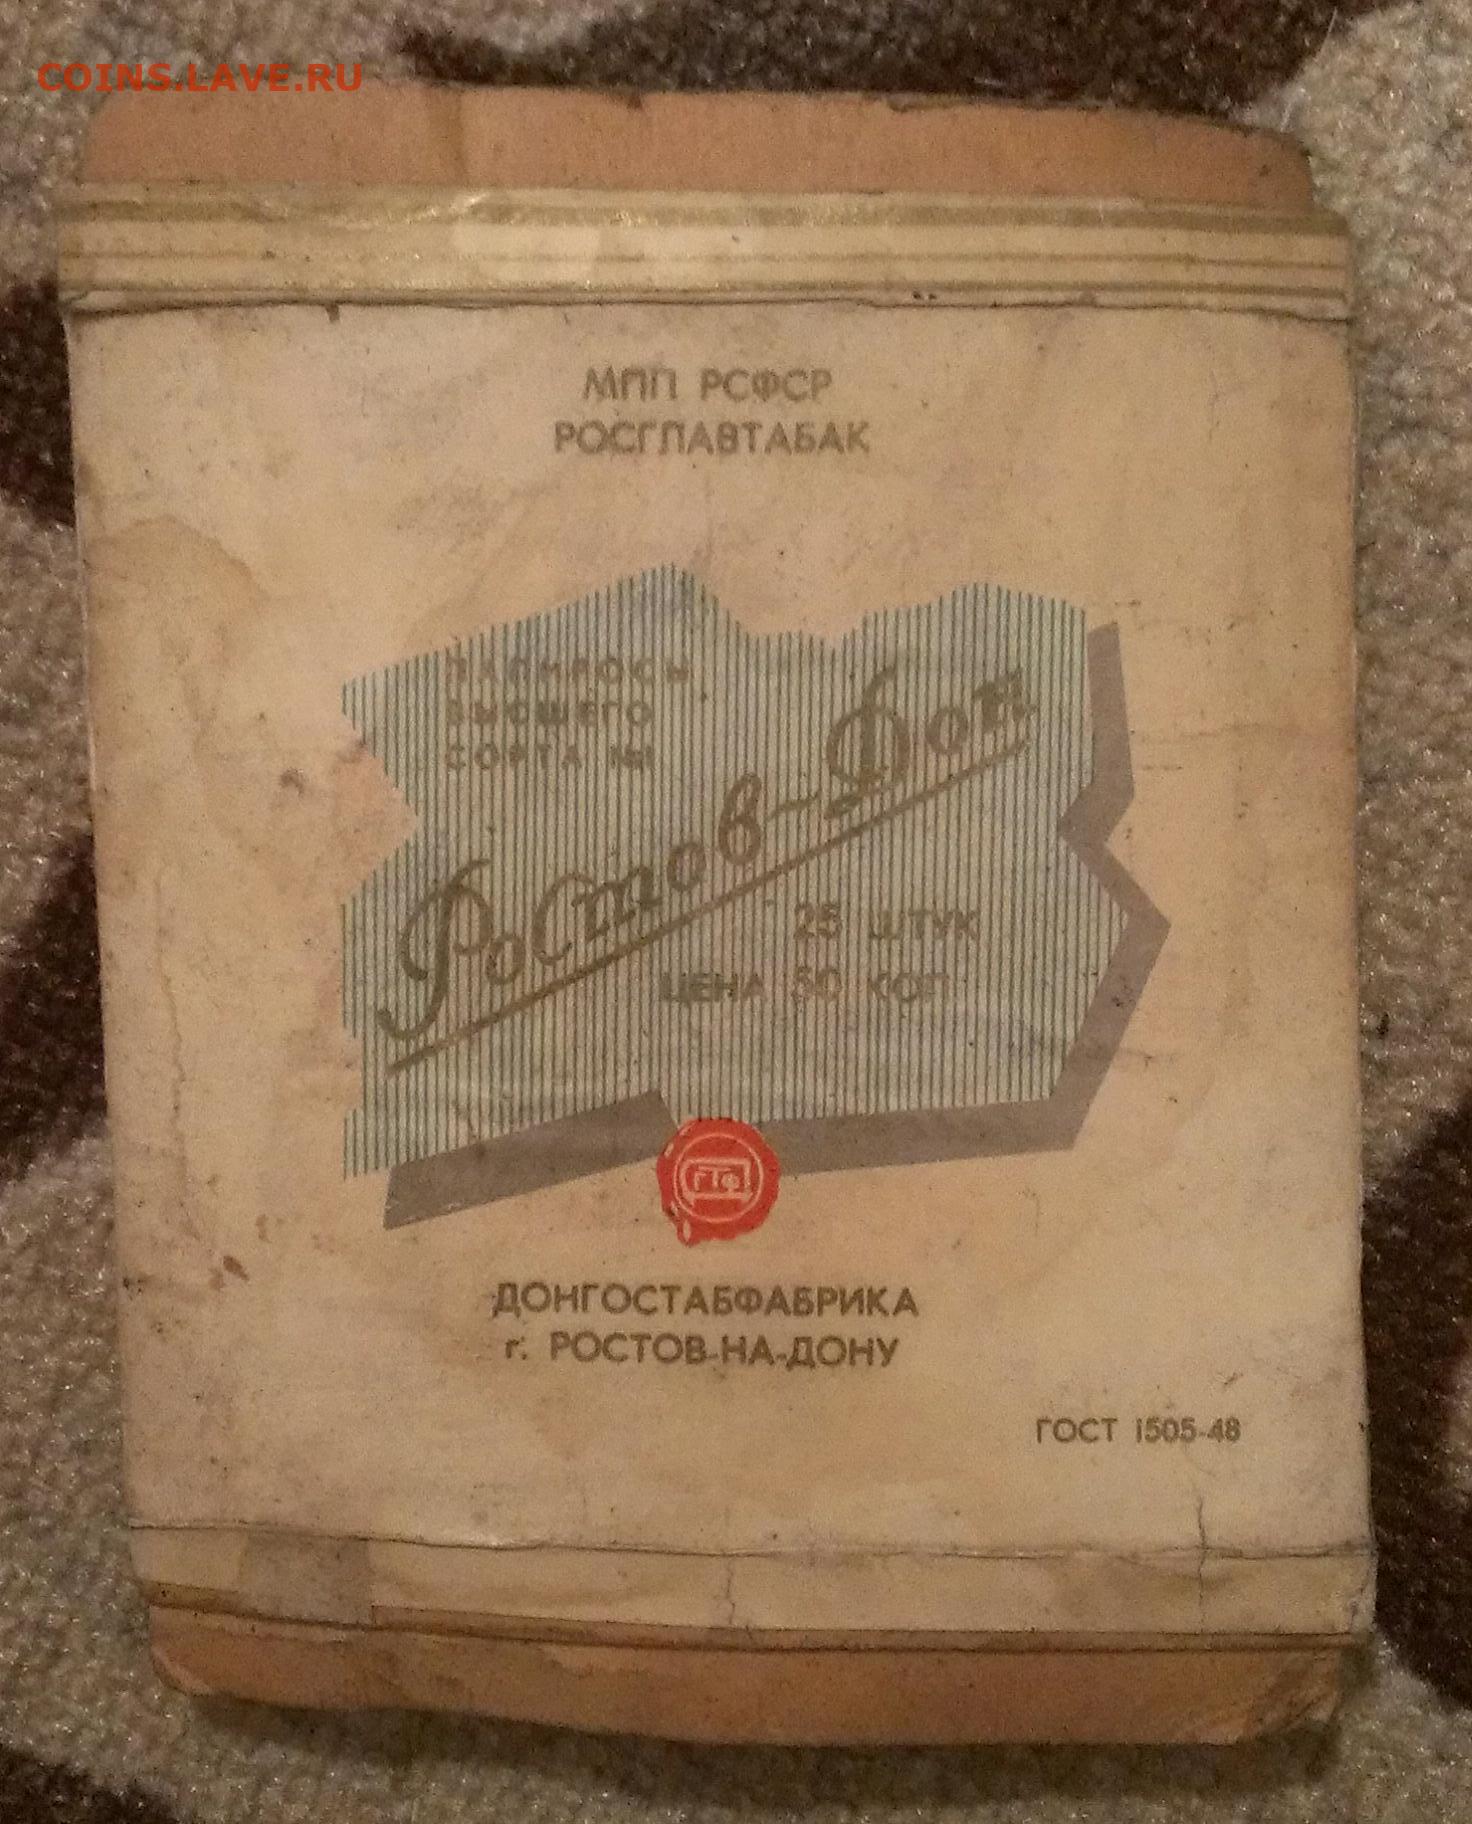 COINS.LAVE.RU
МПП РСФСР
РОСГЛАВТАБАК
ПАПИРОСЫ
ВЫСШЕГО
СОРТА №1
Ростов-Дон
25 ШТУК
ЦЕНА 50 КОП.
ГТФ
ДОНГОСТАБФАБРИКА
г. РОСТОВ-НА-ДОНУ
ГОСТ 1505-48